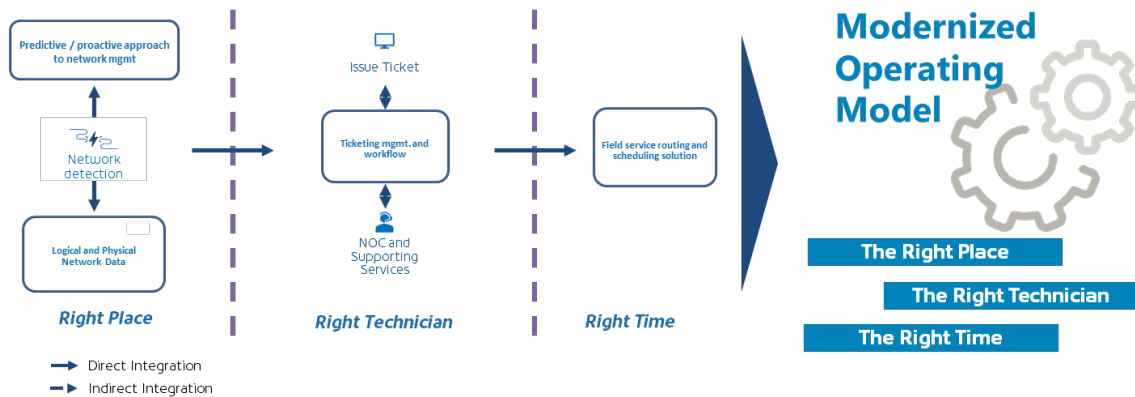 Predictive / proactive approach
to network mgmt
Network
detection
Logical and Physical
Network Data
Right Place
Issue Ticket
Ticketing mgmt. and
workflow
NOC and
Supporting
Services
Right Technician
Field service routing and
scheduling solution
Right Time
Modernized
Operating
Model
The Right Place
The Right Technician
The Right Time
Direct Integration
Indirect Integration